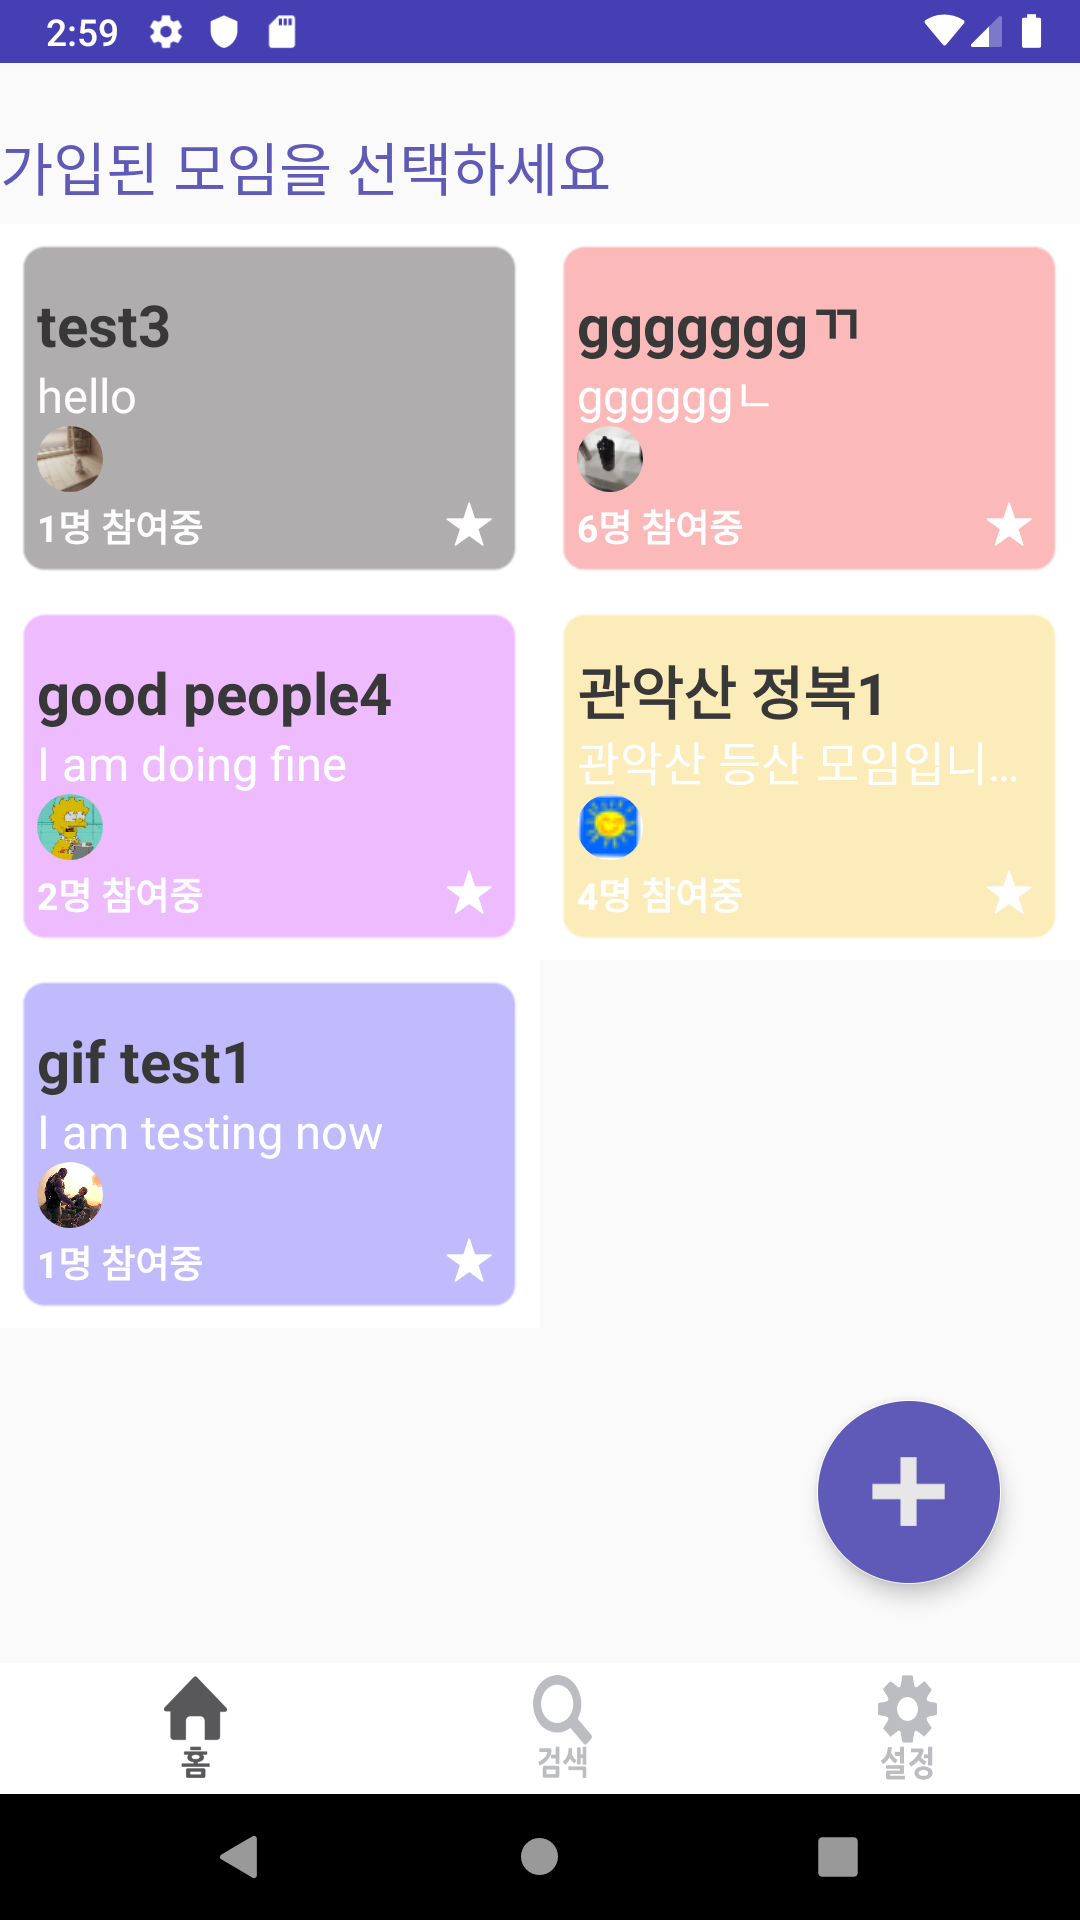 2:59
가입된 모임을 선택하세요
test3
hello
1명 참여중
gggggggㄲ
ggggggㄴ
6명 참여중
good people4
I am doing fine
2명 참여중
관악산 정복1
관악산 등산 모임입니...
4명 참여중
gif test1
I am testing now
1명 참여중
홈
검색
설정